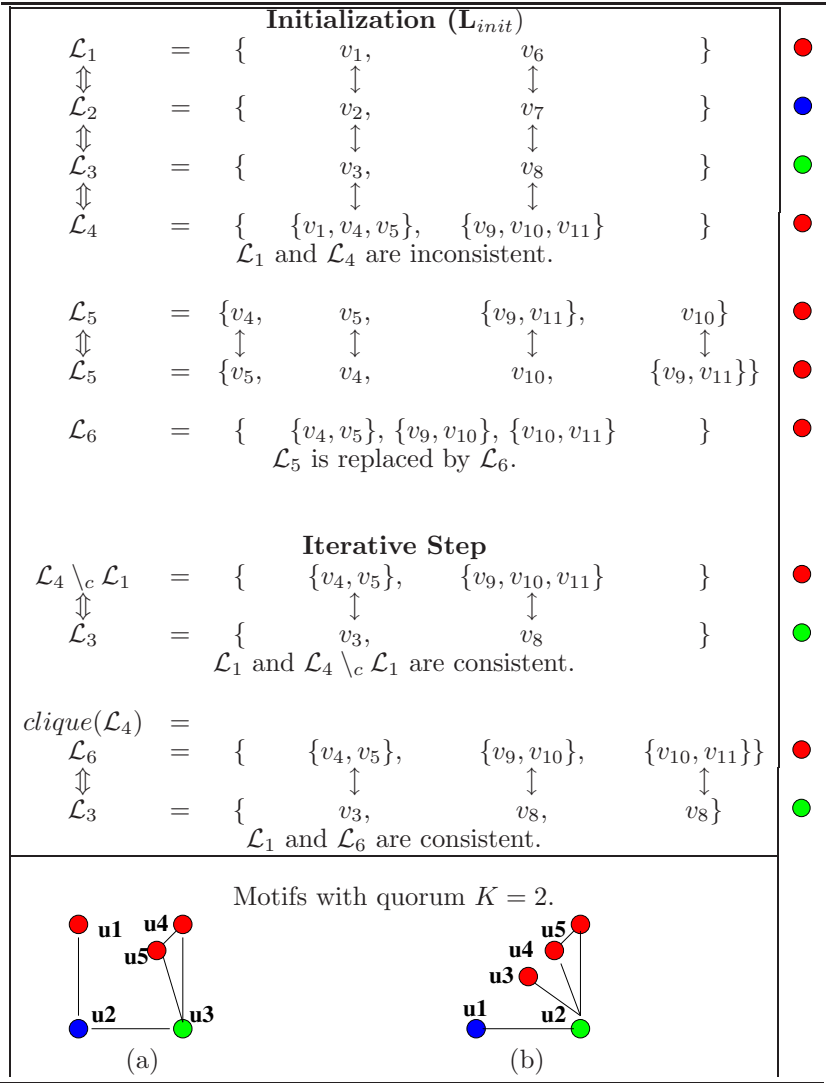 Initialization (L_init)
ℒ₁ = { v₁, v₆ }
⇕ ↕ ↕
ℒ₂ = { v₂, v₇ }
⇕ ↕ ↕
ℒ₃ = { v₃, v₈ }
⇕ ↕ ↕
ℒ₄ = { {v₁, v₄, v₅}, {v₉, v₁₀, v₁₁} }
ℒ₁ and ℒ₄ are inconsistent.
ℒ₅ = {v₄, v₅, {v₉, v₁₁}, v₁₀}
⇕ ↕ ↕ ↕ ↕
ℒ₅ = {v₅, v₄, v₁₀, {v₉, v₁₁}}
ℒ₆ = { {v₄, v₅}, {v₉, v₁₀}, {v₁₀, v₁₁} }
ℒ₅ is replaced by ℒ₆.
Iterative Step
ℒ₄ \_c ℒ₁ = { {v₄, v₅}, {v₉, v₁₀, v₁₁} }
⇕ ↕ ↕
ℒ₃ = { v₃, v₈ }
ℒ₁ and ℒ₄ \_c ℒ₁ are consistent.
clique(ℒ₄) =
ℒ₆ = { {v₄, v₅}, {v₉, v₁₀}, {v₁₀, v₁₁}}
⇕ ↕ ↕ ↕
ℒ₃ = { v₃, v₈, v₈}
ℒ₁ and ℒ₆ are consistent.
Motifs with quorum K = 2.
u1 u4 u5
u5 u4
u3
u2 u3 u1 u2
(a) (b)